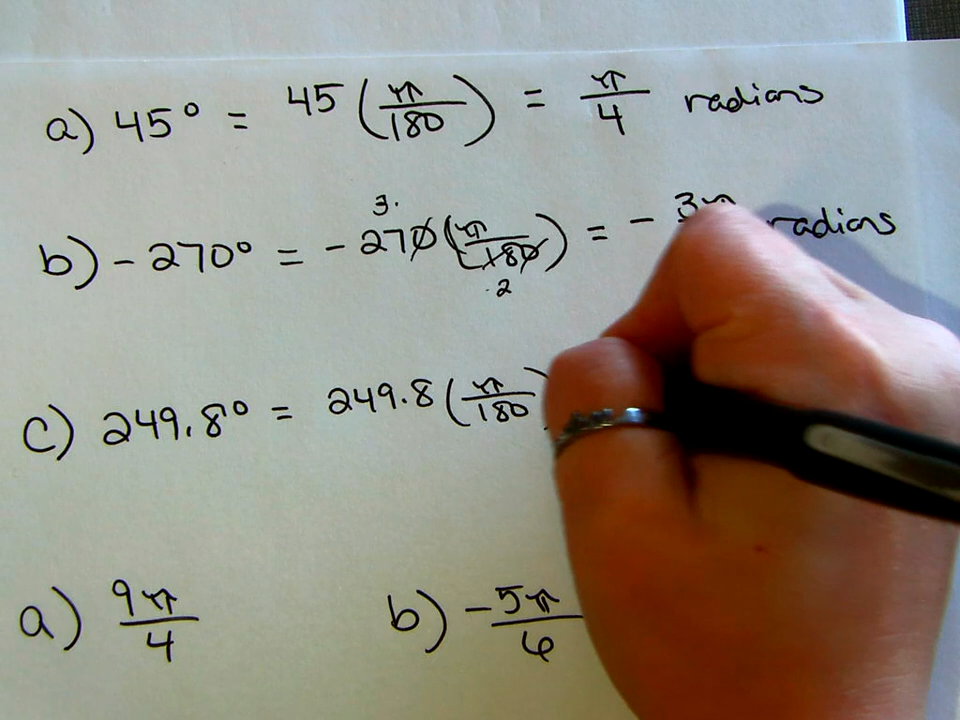 a) 45° = 45 (π/180) = π/4 radians
b) -270° = -270 (π/180) = -3π radians
3.
2
c) 249.8° = 249.8 (π/180)
a) 9π/4 b) -5π/6